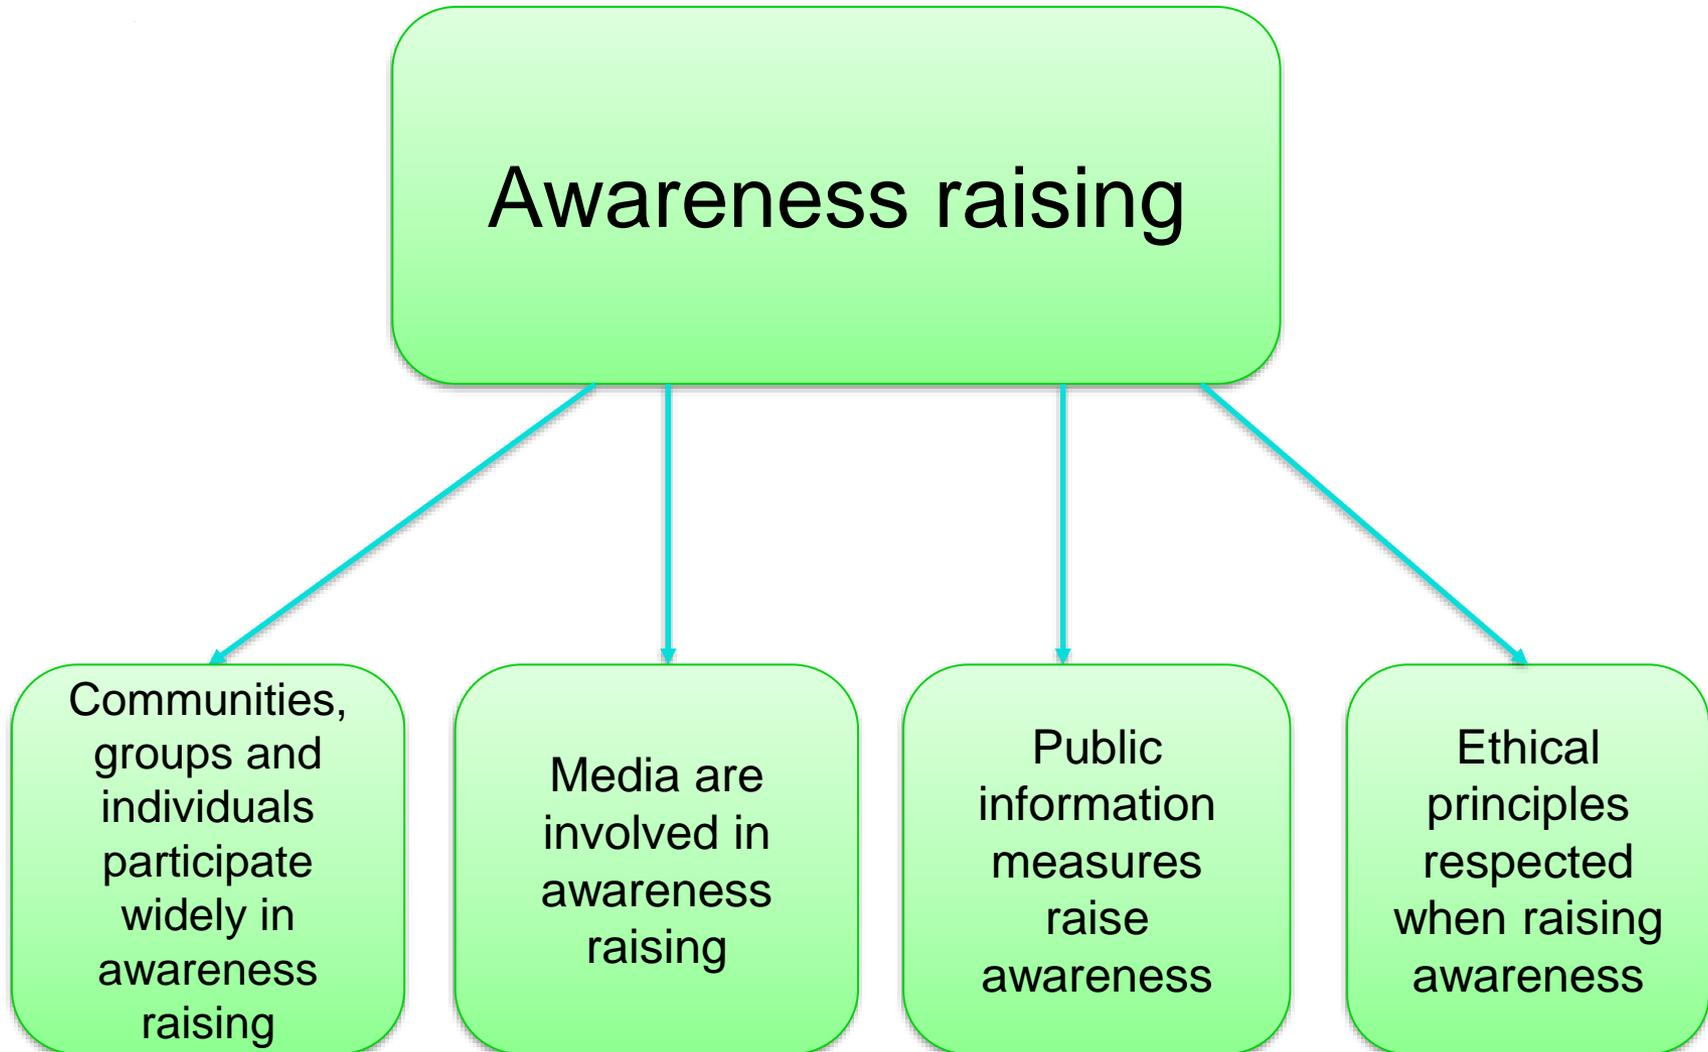 Awareness raising
Communities,
groups and
individuals
participate
widely in
awareness
raising
Media are
involved in
awareness
raising
Public
information
measures
raise
awareness
Ethical
principles
respected
when raising
awareness